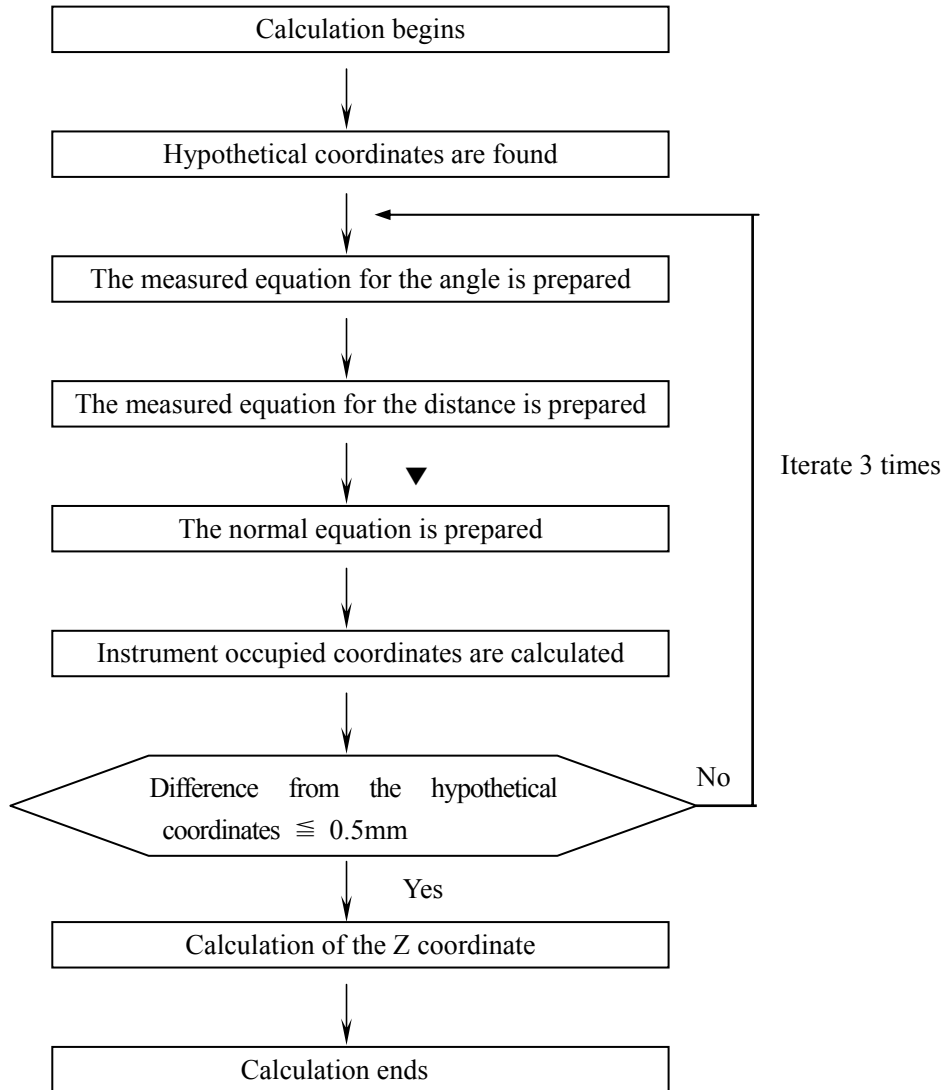 Calculation begins
Hypothetical coordinates are found
The measured equation for the angle is prepared
The measured equation for the distance is prepared
Iterate 3 times
The normal equation is prepared
Instrument occupied coordinates are calculated
Difference from the hypothetical
coordinates ≦ 0.5mm
No
Yes
Calculation of the Z coordinate
Calculation ends